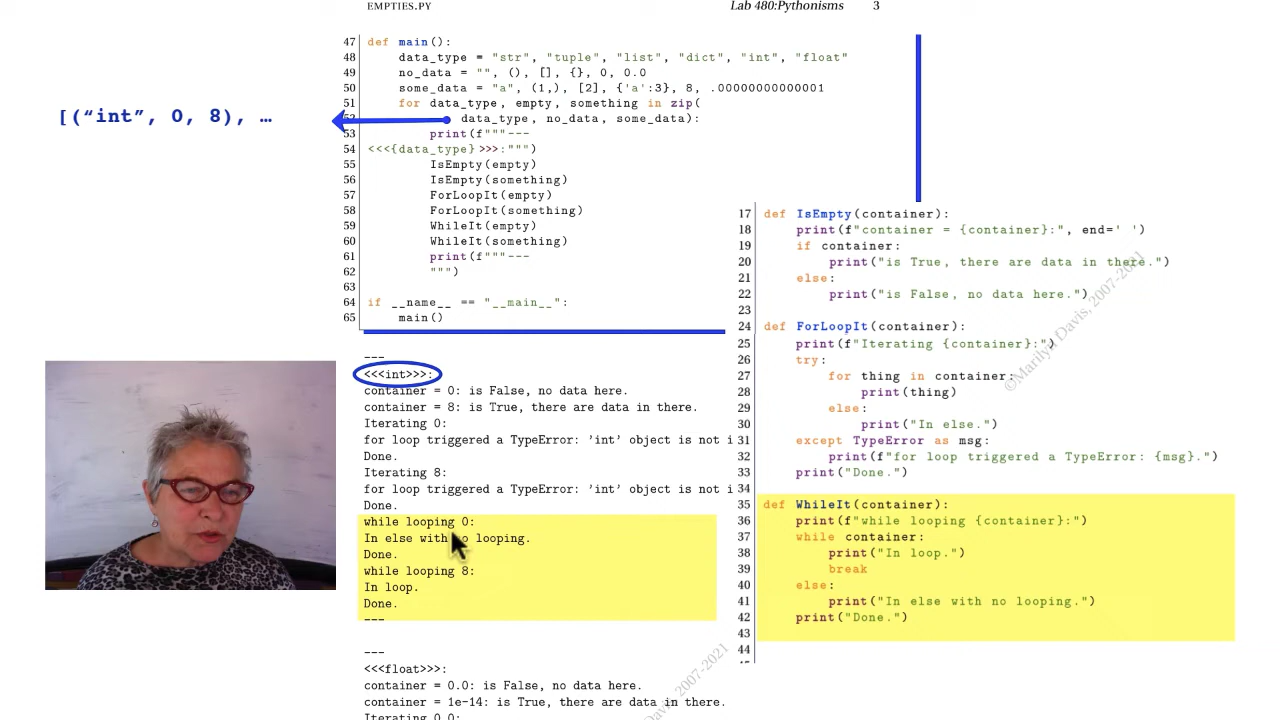 EMPTIES.PY
Lab 480:Pythonisms 3
47 def main():
48 data_type = "str", "tuple", "list", "dict", "int", "float"
49 no_data = "", (), [], {}, 0, 0.0
50 some_data = "a", (1,), [2], {'a':3}, 8, .00000000000001
51 for data_type, empty, something in zip(
data_type, no_data, some_data):
53 print(f"""---
54 <<<{data_type}>>>:""")
55 IsEmpty(empty)
56 IsEmpty(something)
57 ForLoopIt(empty)
58 ForLoopIt(something)
59 WhileIt(empty)
60 WhileIt(something)
61 print(f"""---
62 """)
63
64 if __name__ == "__main__":
65 main()
[(“int”, 0, 8), …
---
<<<int>>>:
container = 0: is False, no data here.
container = 8: is True, there are data in there.
Iterating 0:
for loop triggered a TypeError: ’int’ object is not i
Done.
Iterating 8:
for loop triggered a TypeError: ’int’ object is not i
Done.
while looping 0:
In else with no looping.
Done.
while looping 8:
In loop.
Done.
---
---
<<<float>>>:
container = 0.0: is False, no data here.
container = 1e-14: is True, there are data in there.
Iterating 0.0:
17 def IsEmpty(container):
18 print(f"container = {container}:", end=' ')
19 if container:
20 print("is True, there are data in there.")
21 else:
22 print("is False, no data here.")
23
24 def ForLoopIt(container):
25 print(f"Iterating {container}:")
26 try:
27 for thing in container:
28 print(thing)
29 else:
30 print("In else.")
31 except TypeError as msg:
32 print(f"for loop triggered a TypeError: {msg}.")
33 print("Done.")
34
35 def WhileIt(container):
36 print(f"while looping {container}:")
37 while container:
38 print("In loop.")
39 break
40 else:
41 print("In else with no looping.")
42 print("Done.")
43
44
©Marilyn Davis, 2007-2021
Davis, 2007-2021